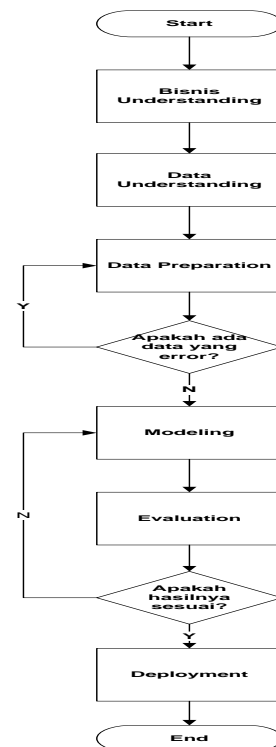 Start
Bisnis
Understanding
Data
Understanding
Data Preparation
Y
Apakah ada
data yang
error?
N
Modeling
N
Evaluation
Apakah
hasilnya
sesuai?
Y
Deployment
End